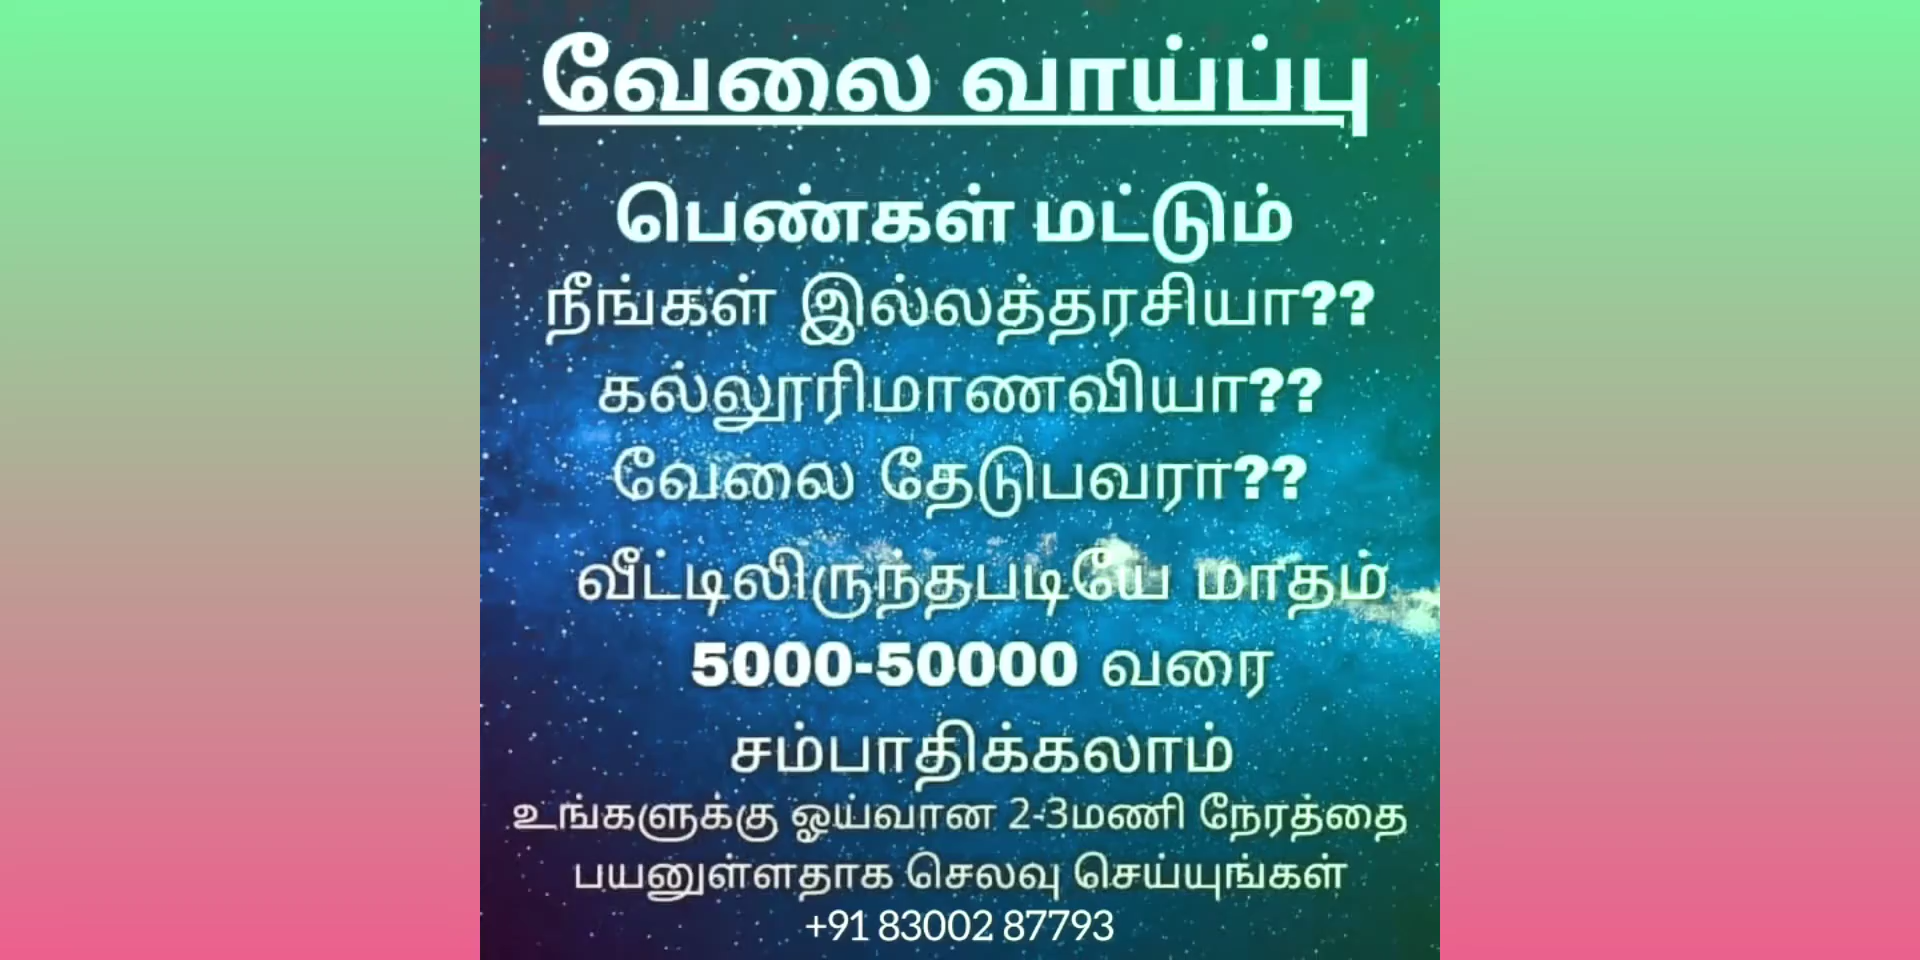 வேலை வாய்ப்பு
பெண்கள் மட்டும்
நீங்கள் இல்லத்தரசியா??
கல்லூரிமாணவியா??
வேலை தேடுபவரா??
வீட்டிலிருந்தபடியே மாதம்
5000-50000 வரை
சம்பாதிக்கலாம்
உங்களுக்கு ஓய்வான 2-3மணி நேரத்தை
பயனுள்ளதாக செலவு செய்யுங்கள்
+91 83002 87793